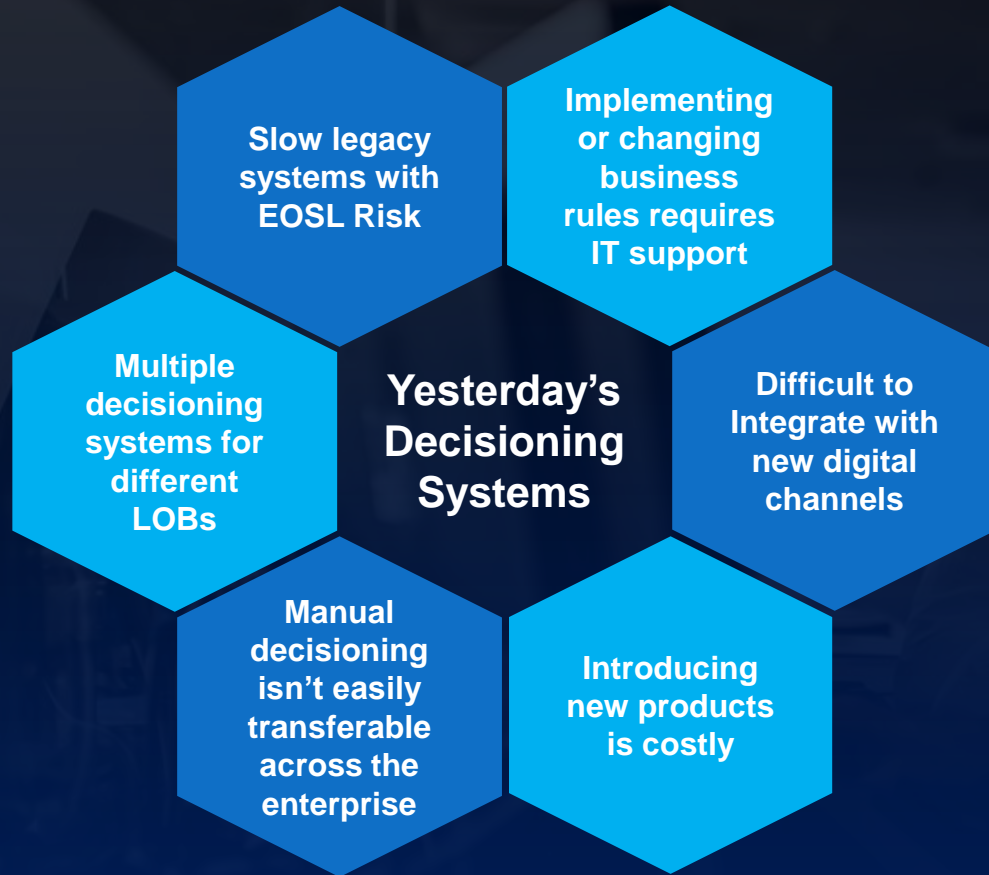 Slow legacy
systems with
EOSL Risk
Implementing
or changing
business
rules requires
IT support
Multiple
decisioning
systems for
different
LOBs
Yesterday’s
Decisioning
Systems
Difficult to
Integrate with
new digital
channels
Manual
decisioning
isn’t easily
transferable
across the
enterprise
Introducing
new products
is costly